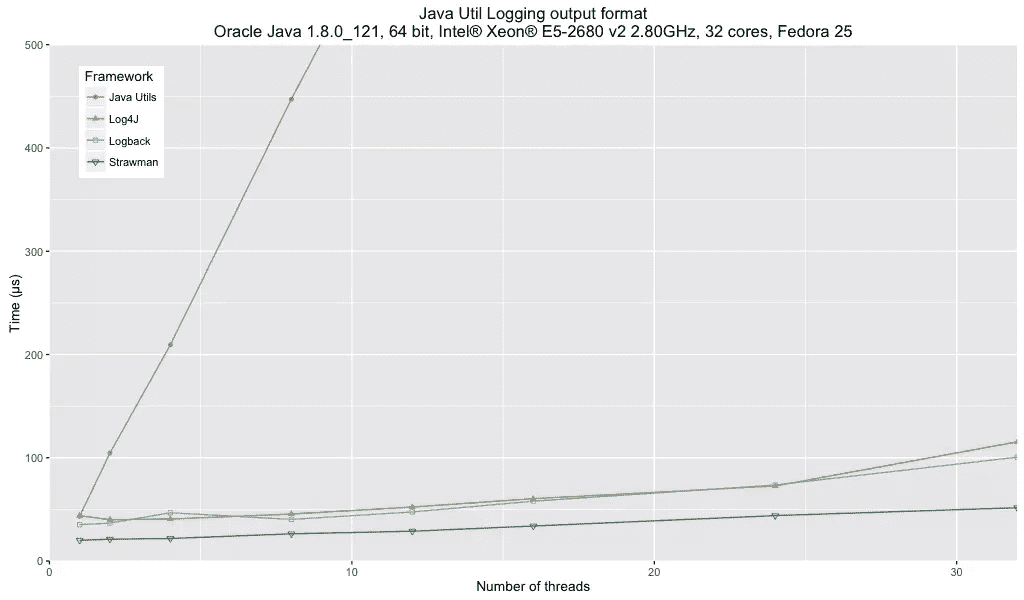 Java Util Logging output format
Oracle Java 1.8.0_121, 64 bit, Intel® Xeon® E5-2680 v2 2.80GHz, 32 cores, Fedora 25
500
Framework
Java Utils
Log4J
Logback
Strawman
400
300
Time (µs)
200
100
0
0 10 20 30
Number of threads